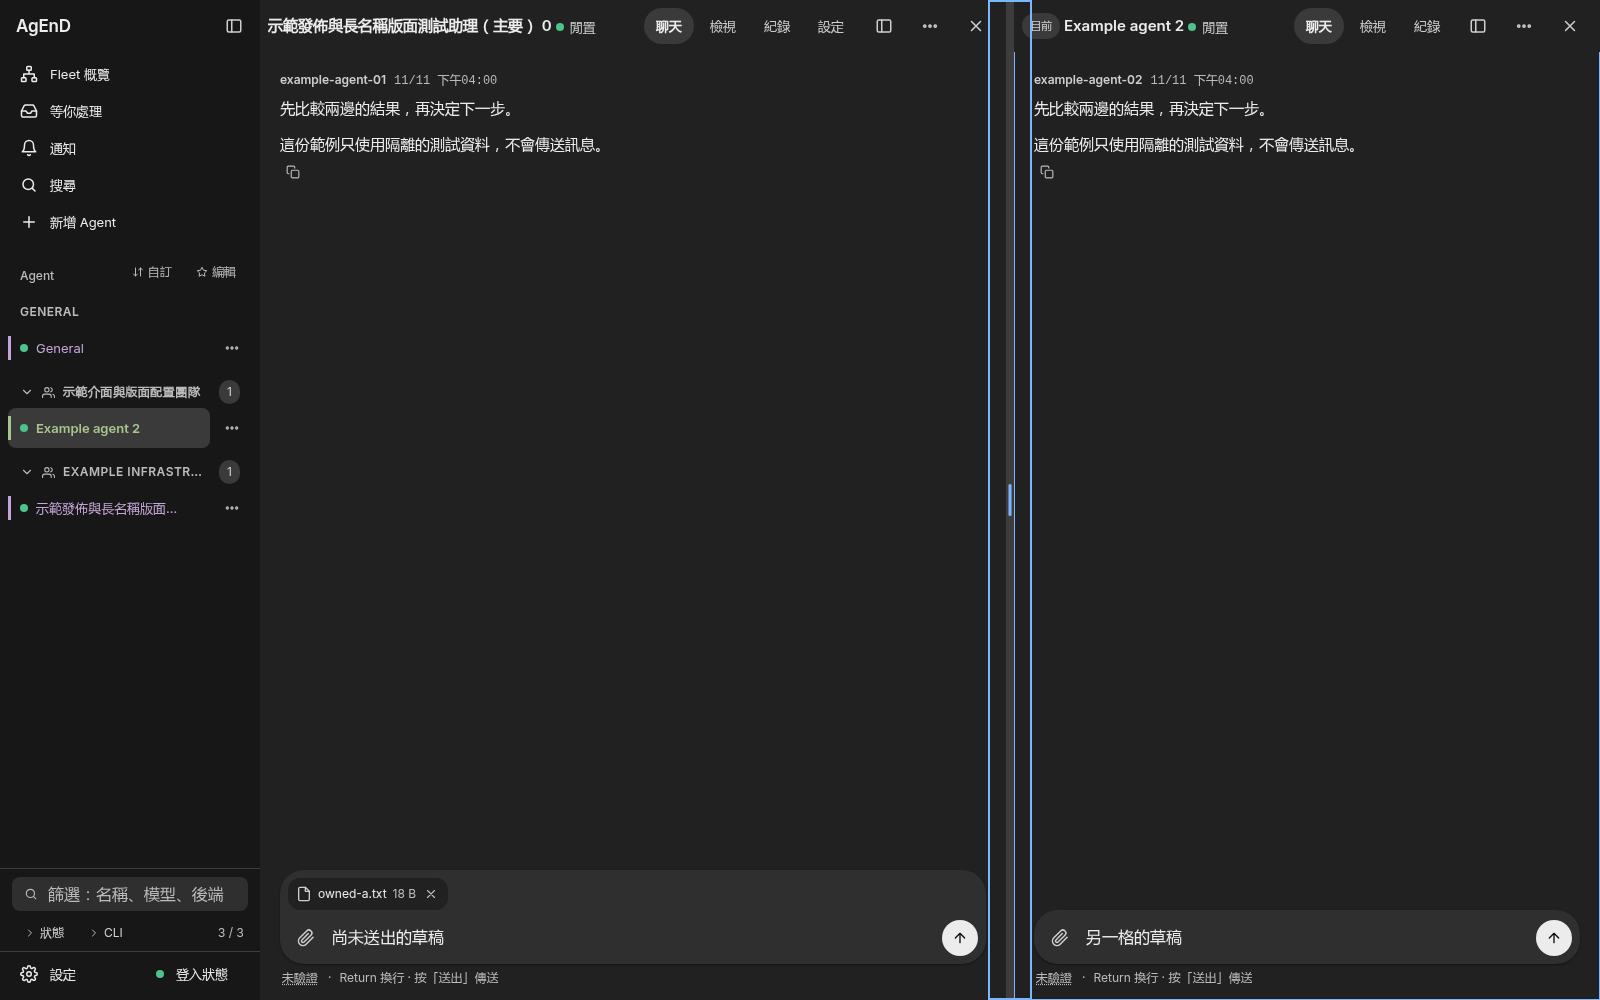 AgEnD
Fleet 概覽
等你處理
通知
搜尋
新增 Agent
Agent 自訂 編輯
GENERAL
General
示範介面與版面配置團隊 1
Example agent 2
EXAMPLE INFRASTR... 1
示範發佈與長名稱版面...
篩選：名稱、模型、後端
狀態 CLI 3 / 3
設定 登入狀態
示範發佈與長名稱版面測試助理（主要）0 閒置 聊天 檢視 紀錄 設定
example-agent-01 11/11 下午04:00
先比較兩邊的結果，再決定下一步。
這份範例只使用隔離的測試資料，不會傳送訊息。
owned-a.txt 18 B
尚未送出的草稿
未驗證 · Return 換行 · 按「送出」傳送
目前 Example agent 2 閒置 聊天 檢視 紀錄
example-agent-02 11/11 下午04:00
先比較兩邊的結果，再決定下一步。
這份範例只使用隔離的測試資料，不會傳送訊息。
另一格的草稿
未驗證 · Return 換行 · 按「送出」傳送